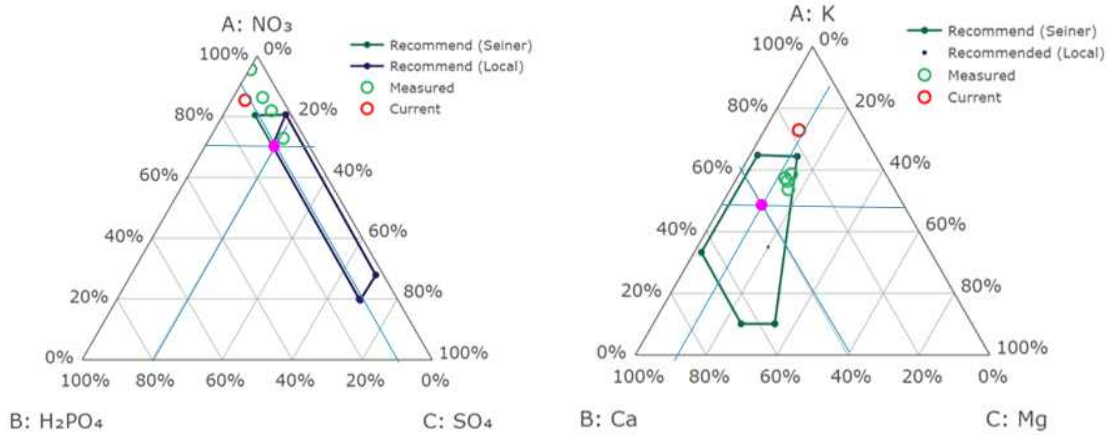 A: NO₃
100%
0%
80%
20%
60%
40%
40%
60%
20%
80%
0%
100%
100% 80% 60% 40% 20% 0%
B: H₂PO₄
C: SO₄
Recommend (Seiner)
Recommend (Local)
Measured
Current
A: K
100%
0%
80%
20%
60%
40%
40%
60%
20%
80%
0%
100%
100% 80% 60% 40% 20% 0%
B: Ca
C: Mg
Recommend (Seiner)
Recommended (Local)
Measured
Current